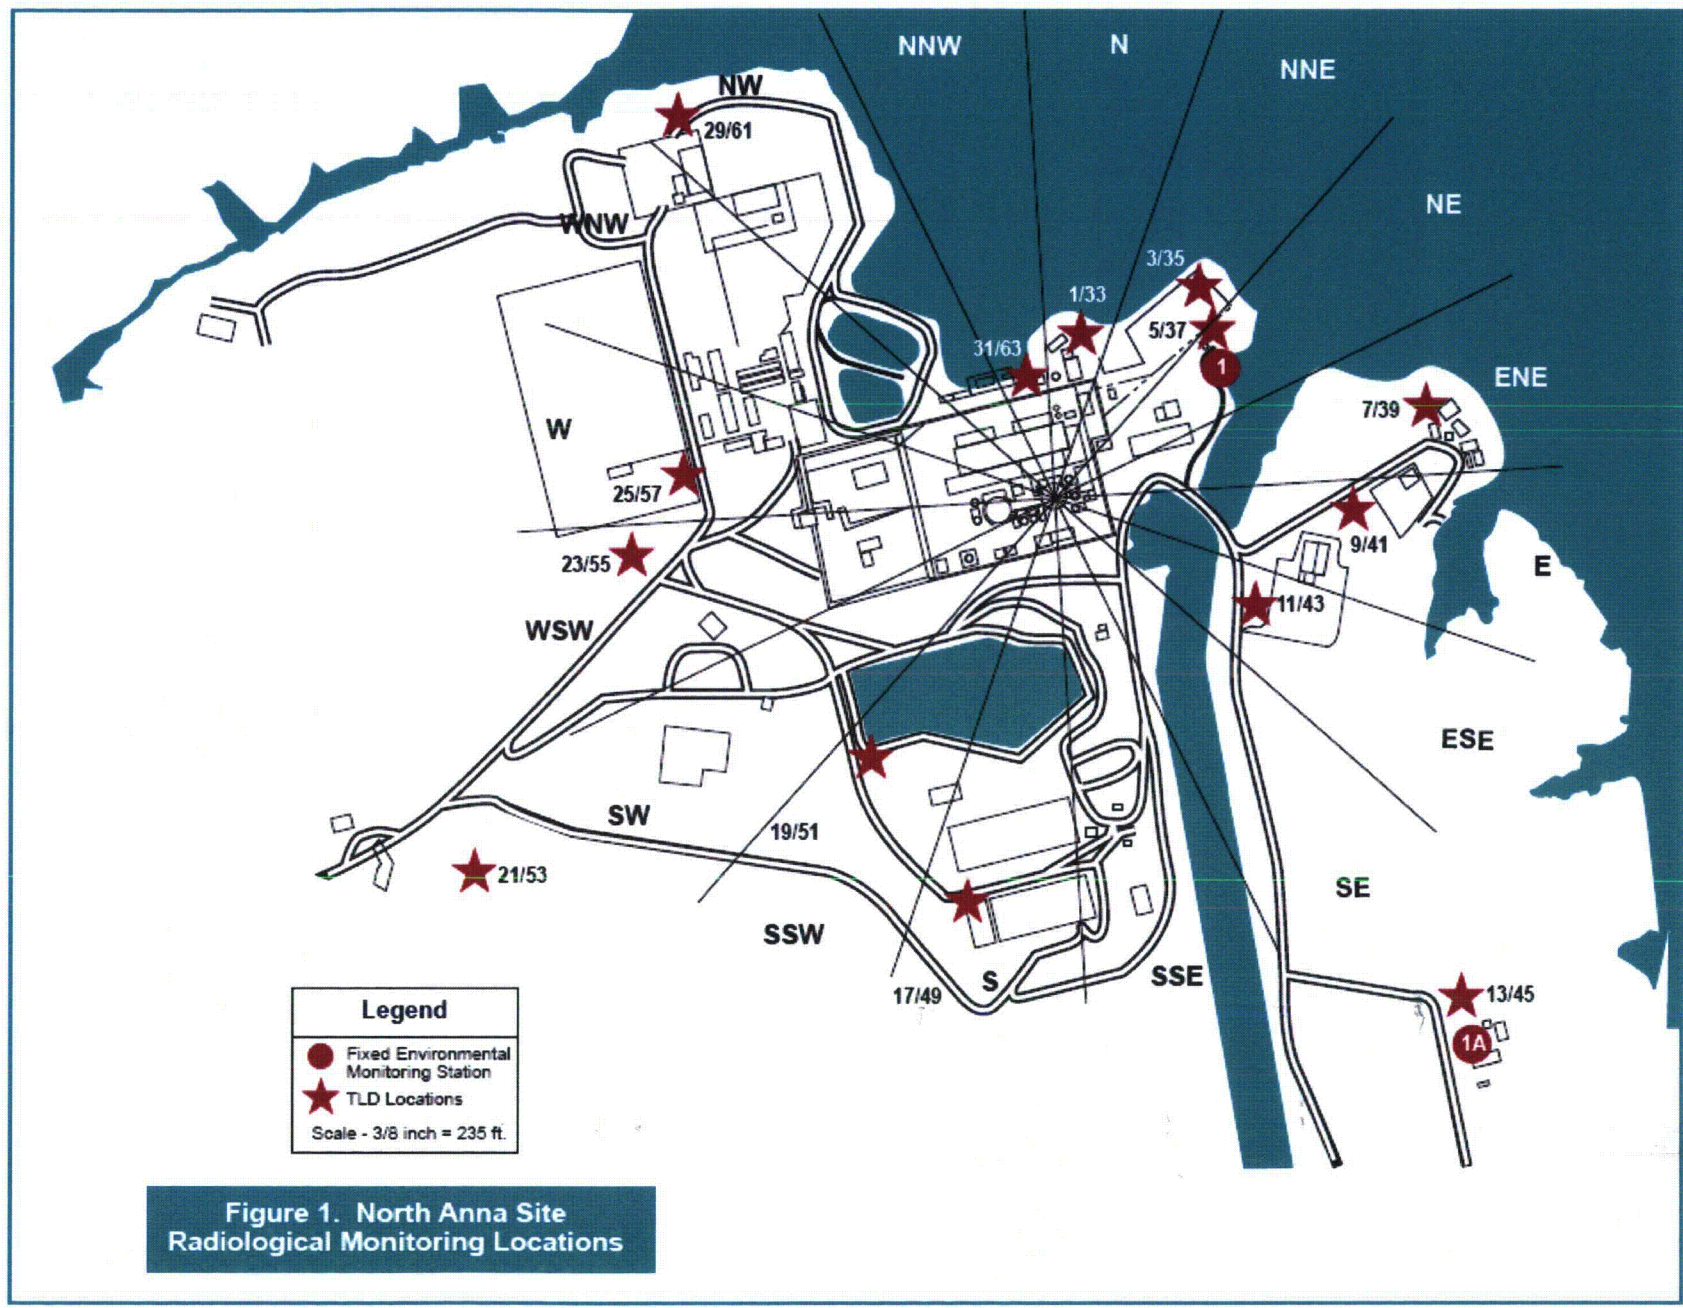 NNW
N
NNE
NW
29/61
WNW
NE
3/35
1/33
5/37
31/63
1
ENE
7/39
W
25/57
9/41
23/55
E
11/43
WSW
ESE
SW
19/51
21/53
SE
SSW
S
SSE
17/49
13/45
1A
Legend
Fixed Environmental
Monitoring Station
TLD Locations
Scale - 3/8 inch = 235 ft.
Figure 1. North Anna Site
Radiological Monitoring Locations